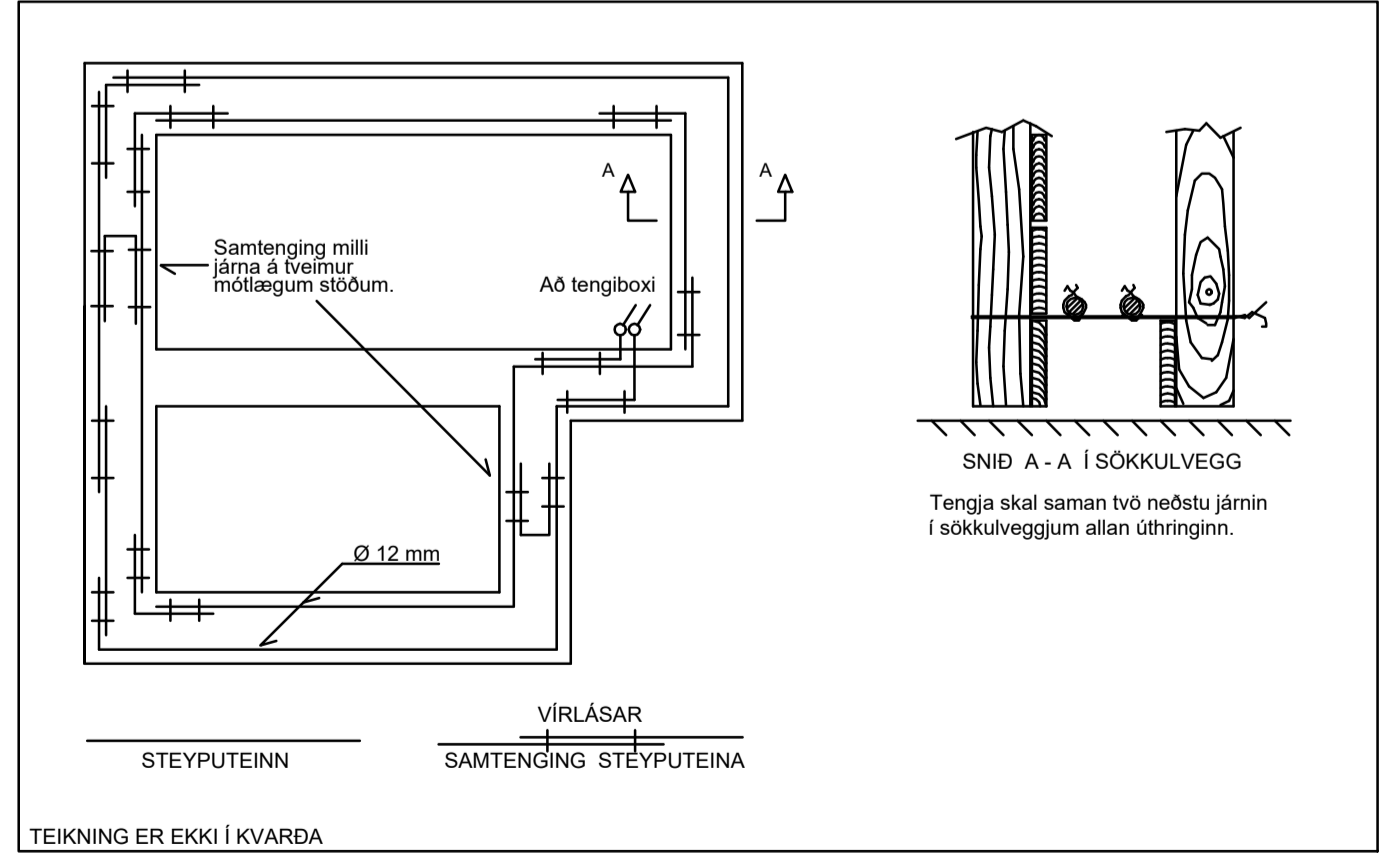 A
A
Samtenging milli
járna á tveimur
mótlægum stöðum.
Að tengiboxi
Ø 12 mm
SNIÐ A - A Í SÖKKULVEGG
Tengja skal saman tvö neðstu járnin
í sökkulveggjum allan úthringinn.
VÍRLÁSAR
STEYPUTEINN
SAMTENGING STEYPUTEINA
TEIKNING ER EKKI Í KVARÐA